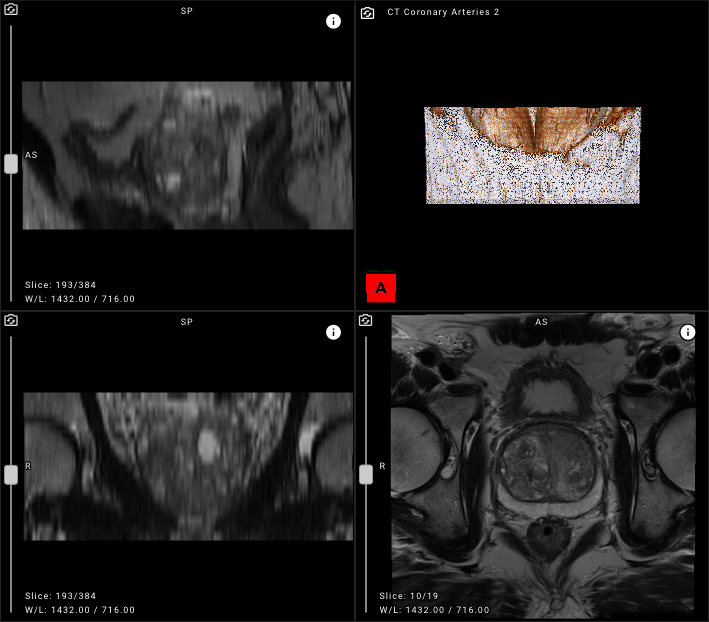 SP
i
AS
Slice: 193/384
W/L: 1432.00 / 716.00
CT Coronary Arteries 2
A
SP
i
R
Slice: 193/384
W/L: 1432.00 / 716.00
AS
i
R
Slice: 10/19
W/L: 1432.00 / 716.00